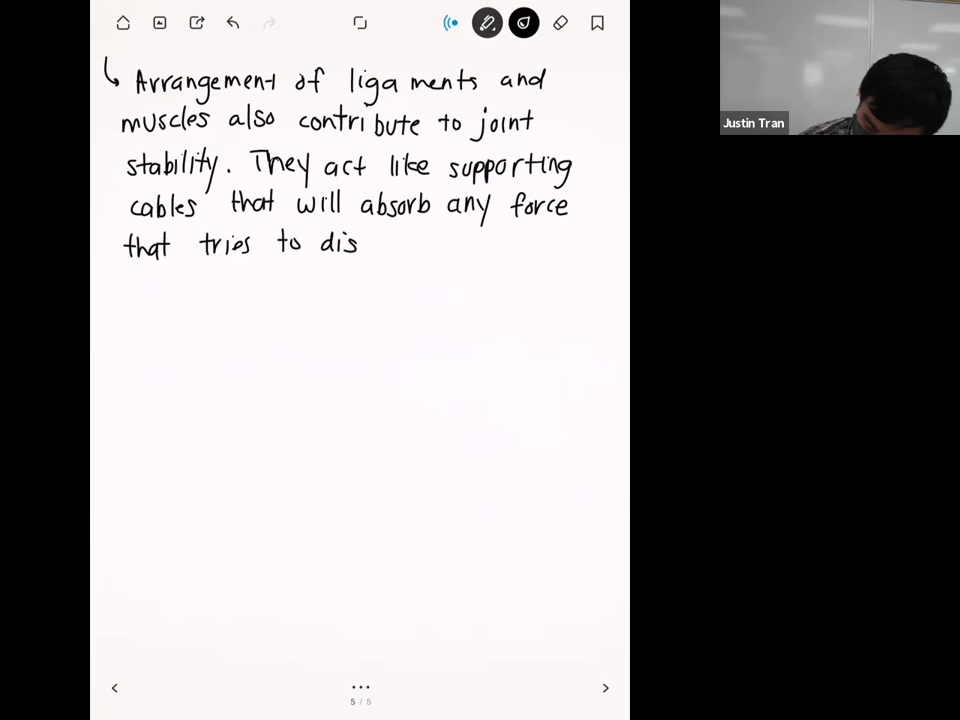 ↳ Arrangement of ligaments and
muscles also contribute to joint
stability. They act like supporting
cables that will absorb any force
that tries to dis
Justin Tran
5 / 5